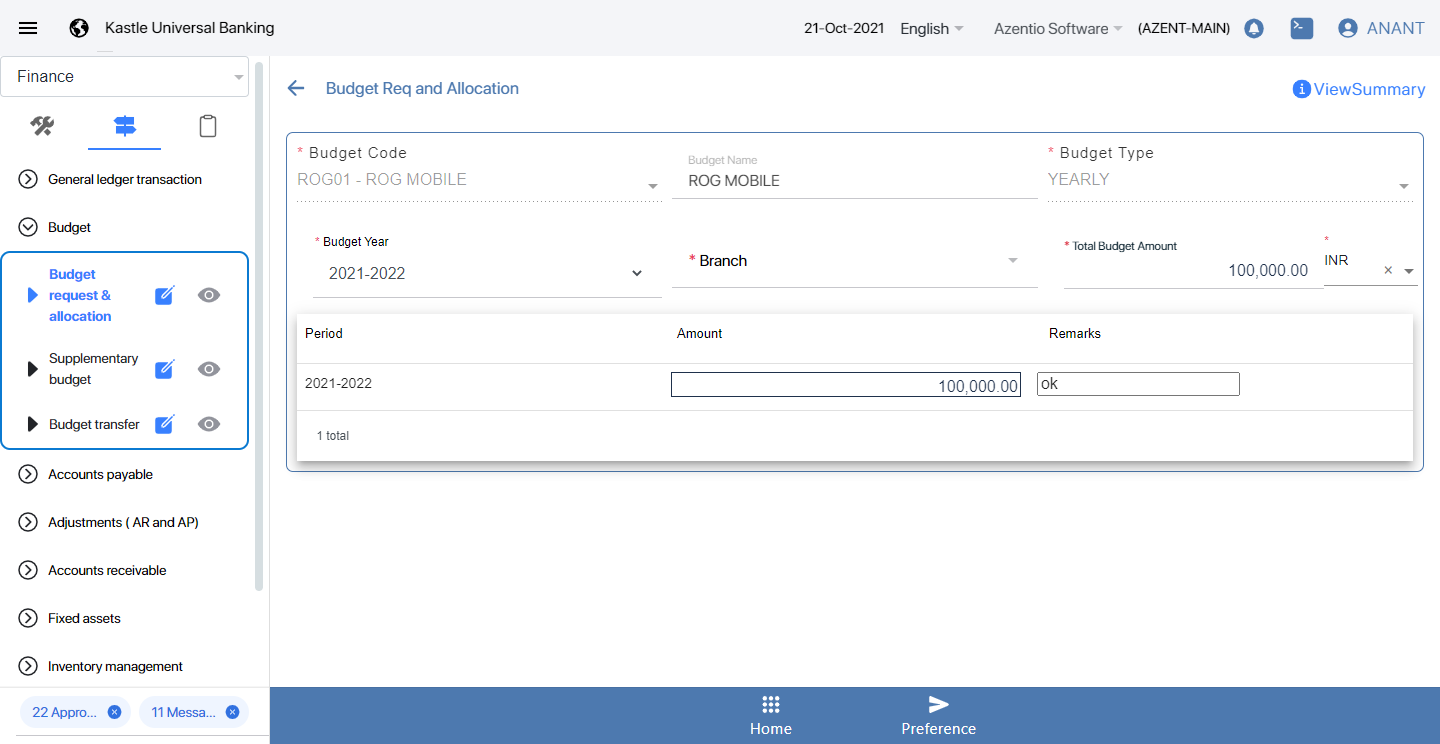 Kastle Universal Banking
21-Oct-2021
English
Azentio Software
(AZENT-MAIN)
ANANT
Finance
General ledger transaction
Budget
Budget
request &
allocation
Supplementary
budget
Budget transfer
Accounts payable
Adjustments ( AR and AP)
Accounts receivable
Fixed assets
Inventory management
22 Appro...
11 Messa...
Budget Req and Allocation
ViewSummary
* Budget Code
ROG01 - ROG MOBILE
Budget Name
ROG MOBILE
* Budget Type
YEARLY
* Budget Year
2021-2022
* Branch
* Total Budget Amount
100,000.00
*
INR
×
Period Amount Remarks
2021-2022 100,000.00 ok
1 total
Home
Preference